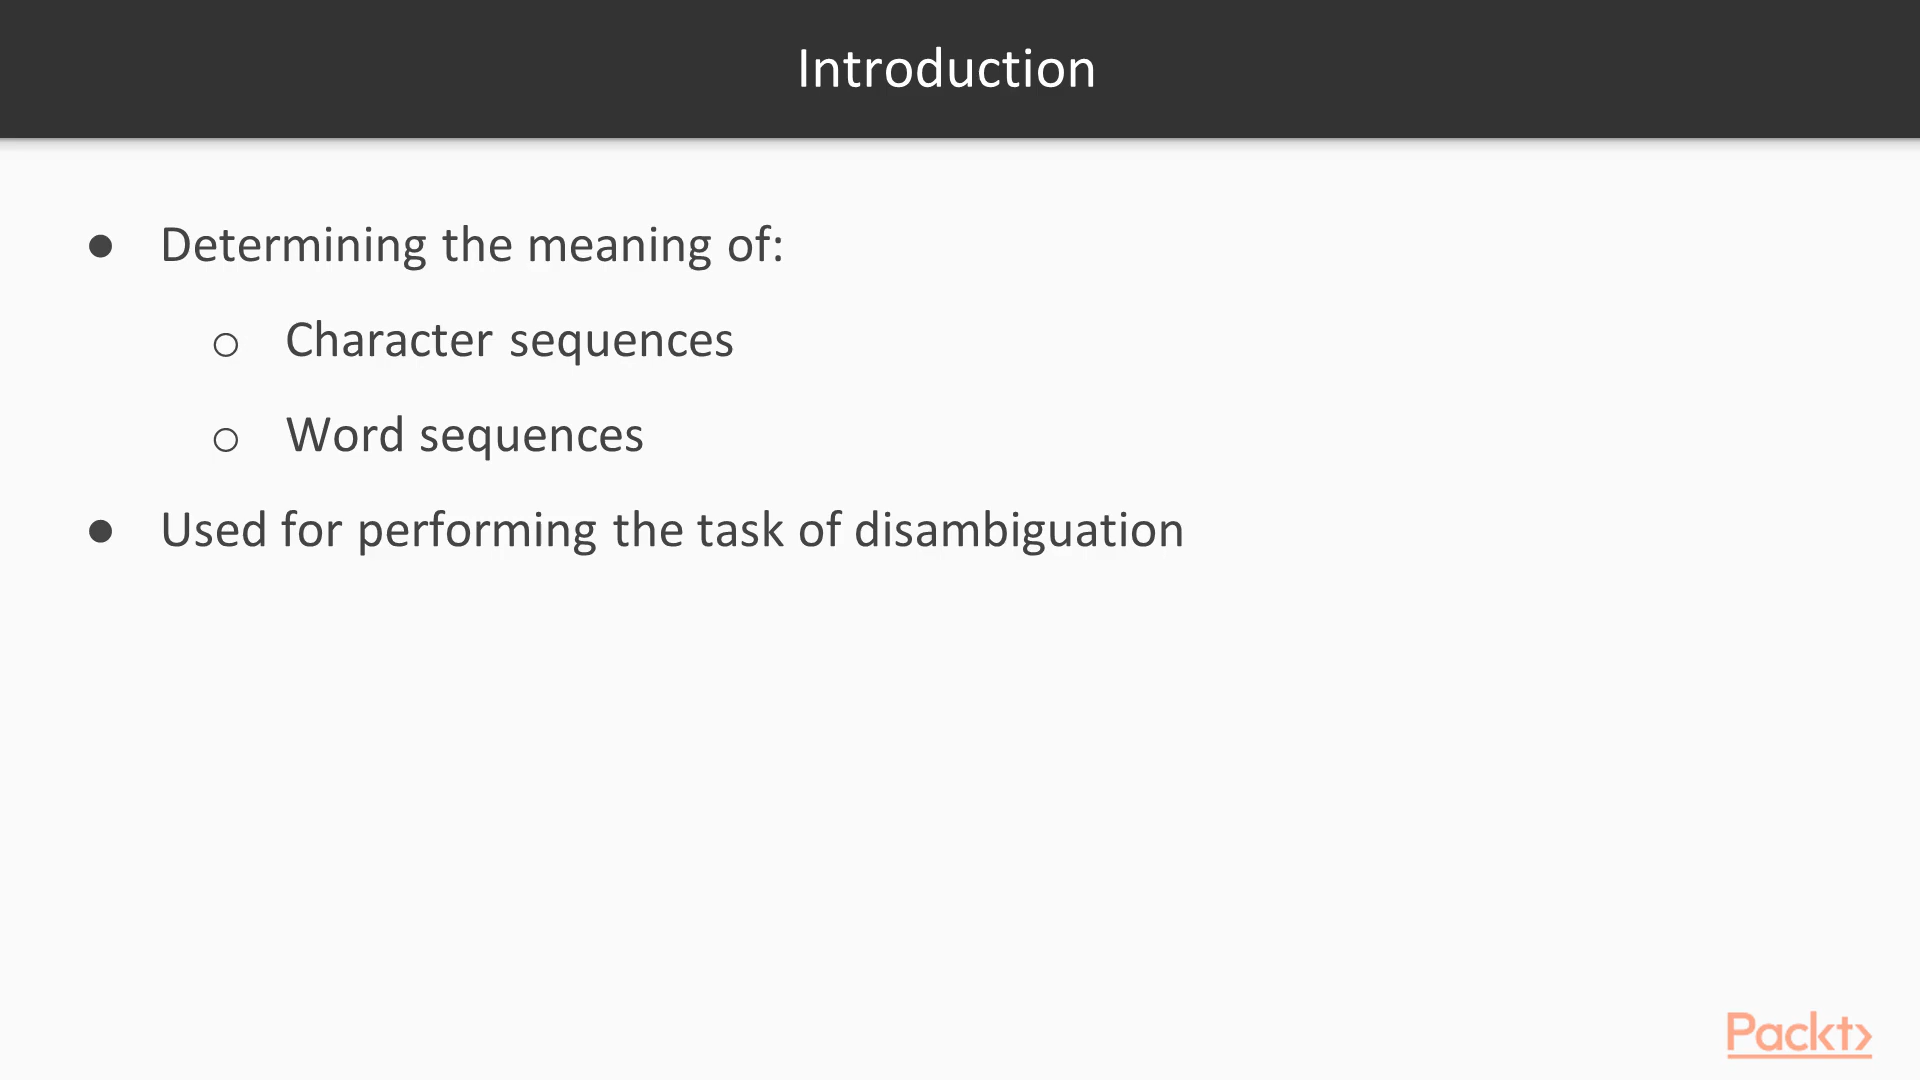 Introduction
● Determining the meaning of:
○ Character sequences
○ Word sequences
● Used for performing the task of disambiguation
Packt>